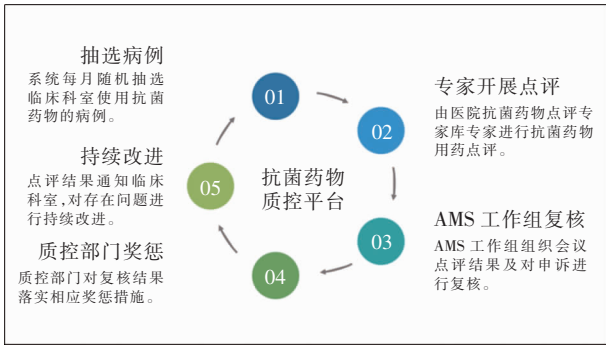 抽选病例
系统每月随机抽选
临床科室使用抗菌
药物的病例。
01
专家开展点评
由医院抗菌药物点评专
家库专家进行抗菌药物
用药点评。
02
AMS 工作组复核
AMS 工作组组织会议
点评结果及对申诉进
行复核。
03
质控部门奖惩
质控部门对复核结果
落实相应奖惩措施。
04
持续改进
点评结果通知临床
科室,对存在问题进
行持续改进。
05
抗菌药物
质控平台